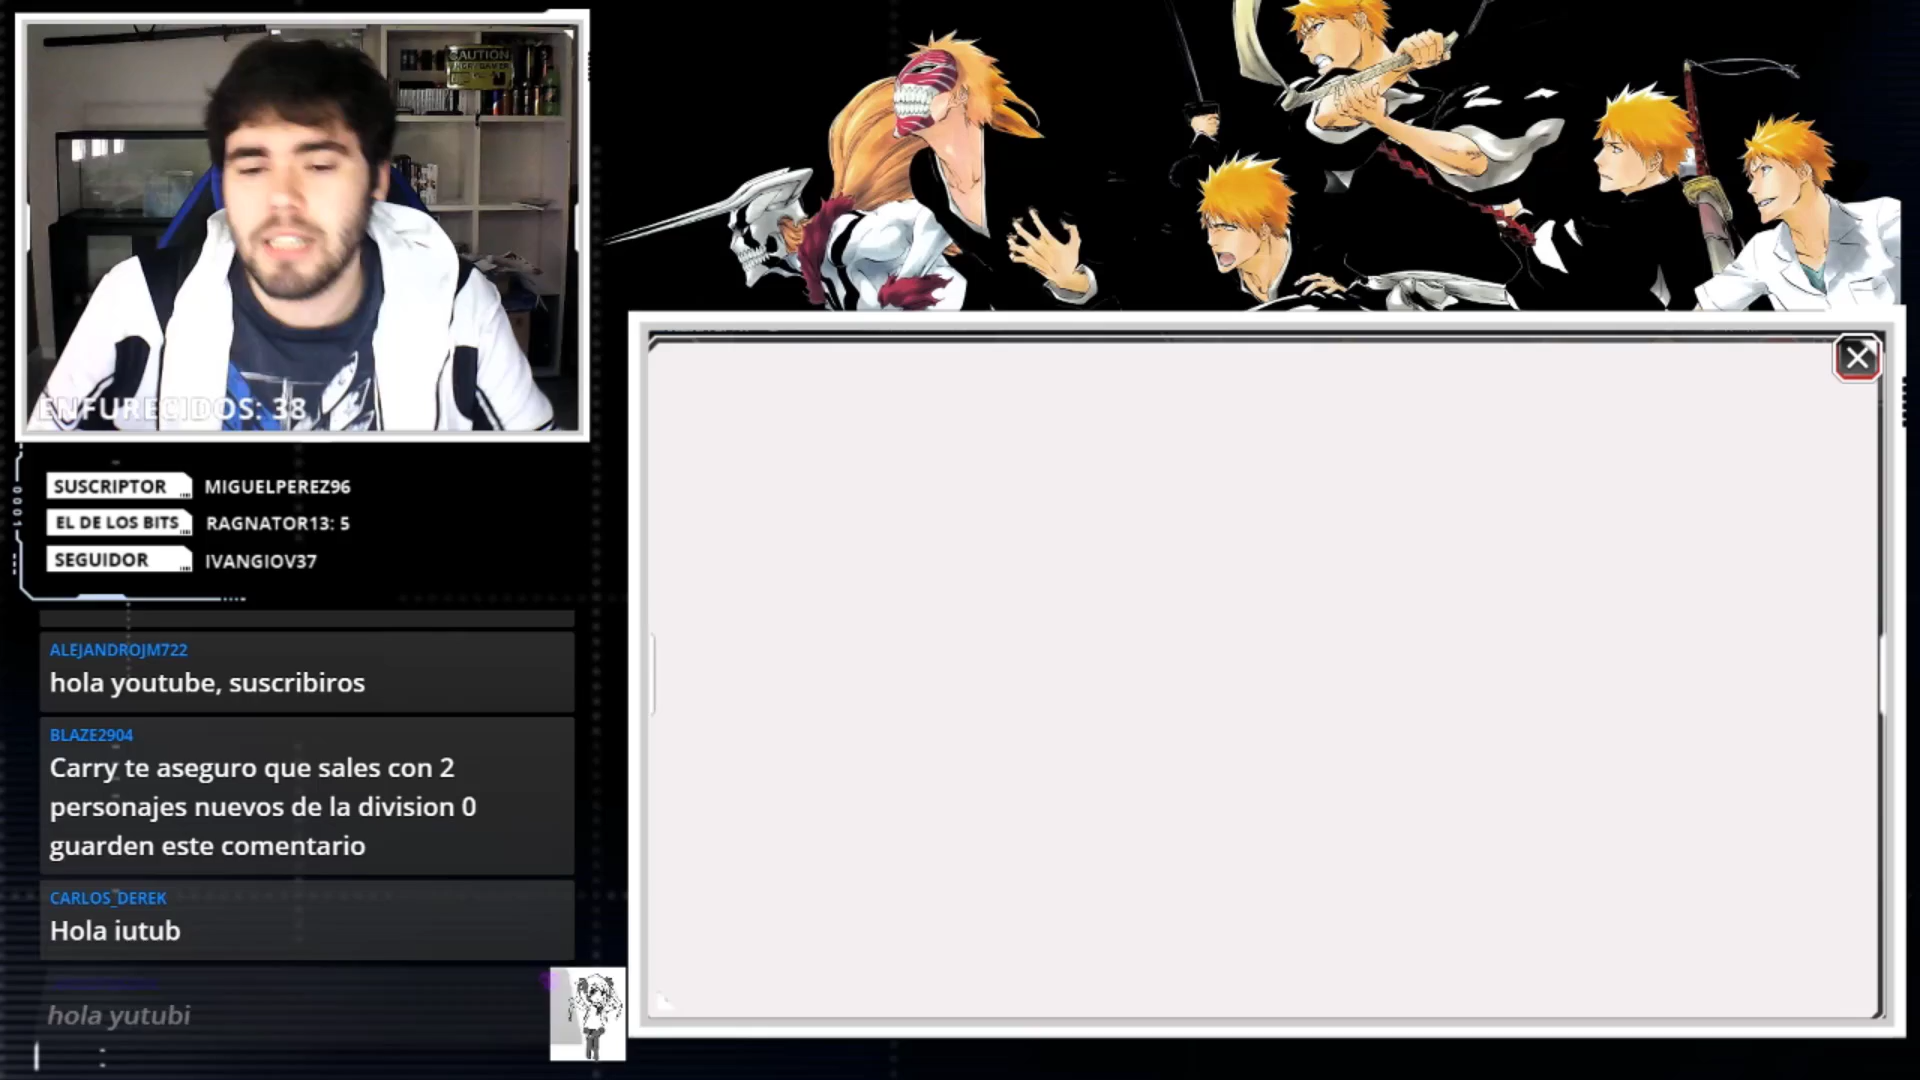 CAUTION
ENFURECIDOS: 38
SUSCRIPTOR MIGUELPEREZ96
EL DE LOS BITS RAGNATOR13: 5
SEGUIDOR IVANGIOV37
0001
ALEJANDROJM722
hola youtube, suscribiros
BLAZE2904
Carry te aseguro que sales con 2
personajes nuevos de la division 0
guarden este comentario
CARLOS_DEREK
Hola iutub
hola yutubi